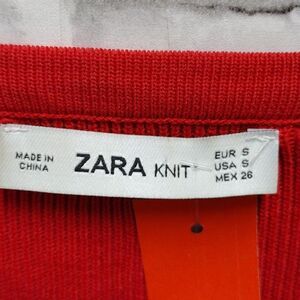 MADE IN
CHINA
ZARA KNIT
EUR S
USA S
MEX 26